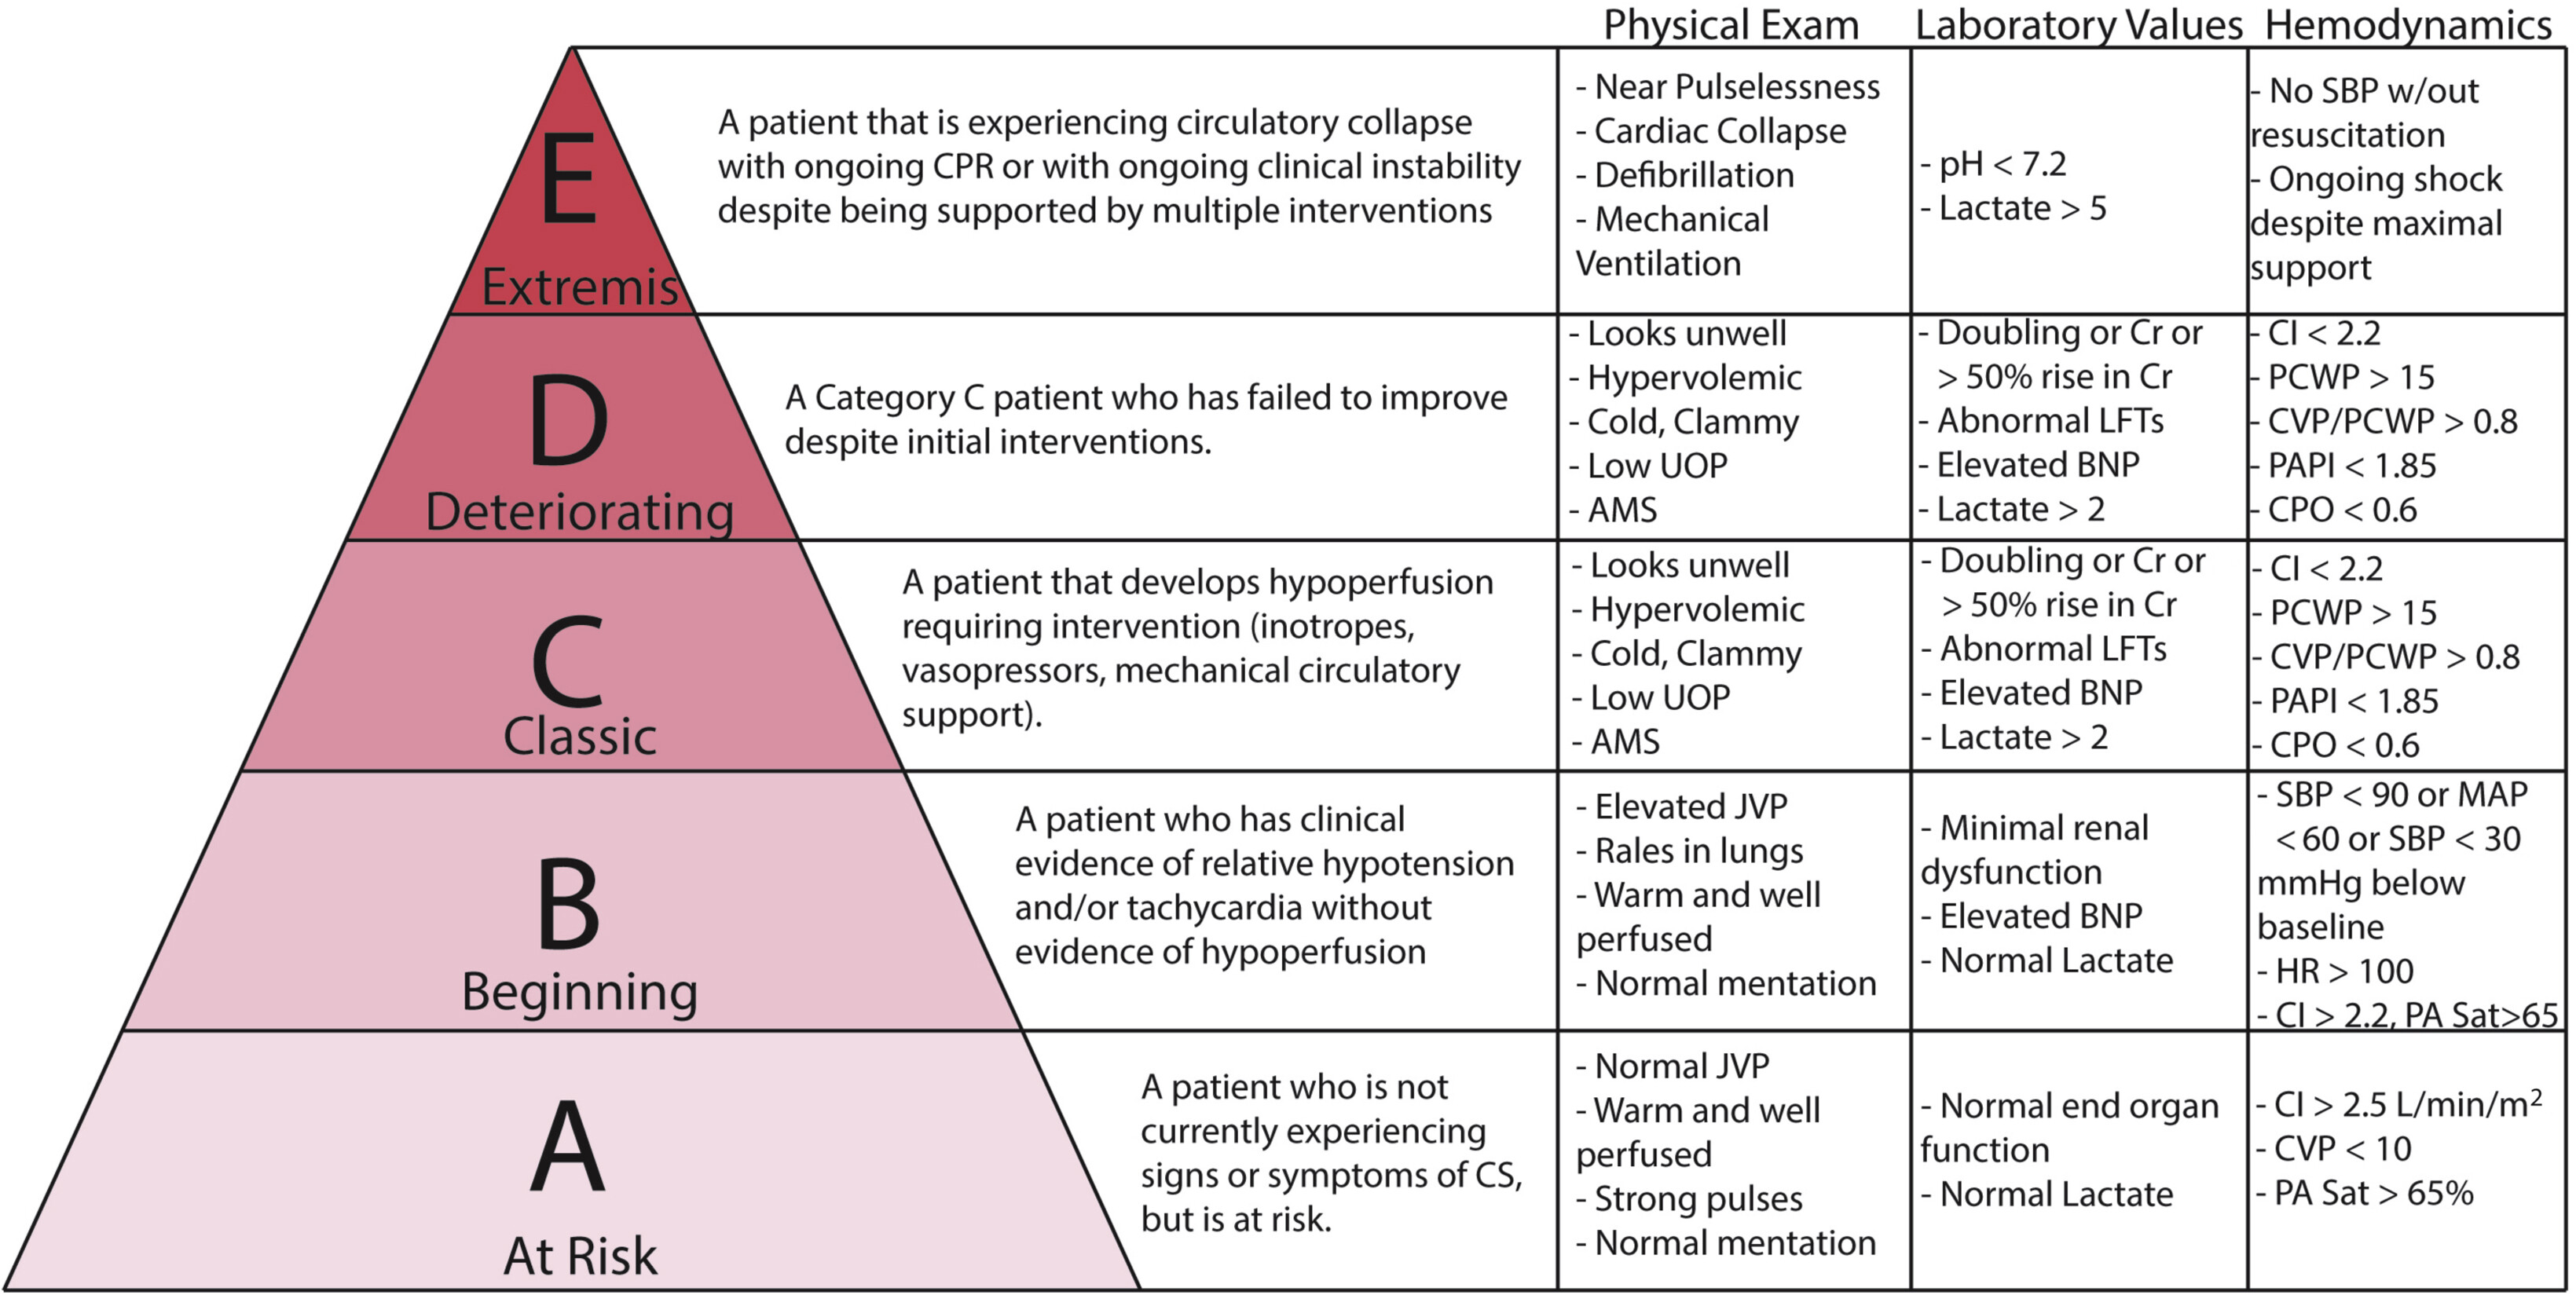 Physical Exam
Laboratory Values
Hemodynamics
E
Extremis
A patient that is experiencing circulatory collapse
with ongoing CPR or with ongoing clinical instability
despite being supported by multiple interventions
- Near Pulselessness
- Cardiac Collapse
- Defibrillation
- Mechanical
Ventilation
- pH < 7.2
- Lactate > 5
- No SBP w/out
resuscitation
- Ongoing shock
despite maximal
support
D
Deteriorating
A Category C patient who has failed to improve
despite initial interventions.
- Looks unwell
- Hypervolemic
- Cold, Clammy
- Low UOP
- AMS
- Doubling or Cr or
> 50% rise in Cr
- Abnormal LFTs
- Elevated BNP
- Lactate > 2
- CI < 2.2
- PCWP > 15
- CVP/PCWP > 0.8
- PAPI < 1.85
- CPO < 0.6
C
Classic
A patient that develops hypoperfusion
requiring intervention (inotropes,
vasopressors, mechanical circulatory
support).
- Looks unwell
- Hypervolemic
- Cold, Clammy
- Low UOP
- AMS
- Doubling or Cr or
> 50% rise in Cr
- Abnormal LFTs
- Elevated BNP
- Lactate > 2
- CI < 2.2
- PCWP > 15
- CVP/PCWP > 0.8
- PAPI < 1.85
- CPO < 0.6
B
Beginning
A patient who has clinical
evidence of relative hypotension
and/or tachycardia without
evidence of hypoperfusion
- Elevated JVP
- Rales in lungs
- Warm and well
perfused
- Normal mentation
- Minimal renal
dysfunction
- Elevated BNP
- Normal Lactate
- SBP < 90 or MAP
< 60 or SBP < 30
mmHg below
baseline
- HR > 100
- CI > 2.2, PA Sat>65
A
At Risk
A patient who is not
currently experiencing
signs or symptoms of CS,
but is at risk.
- Normal JVP
- Warm and well
perfused
- Strong pulses
- Normal mentation
- Normal end organ
function
- Normal Lactate
- CI > 2.5 L/min/m²
- CVP < 10
- PA Sat > 65%